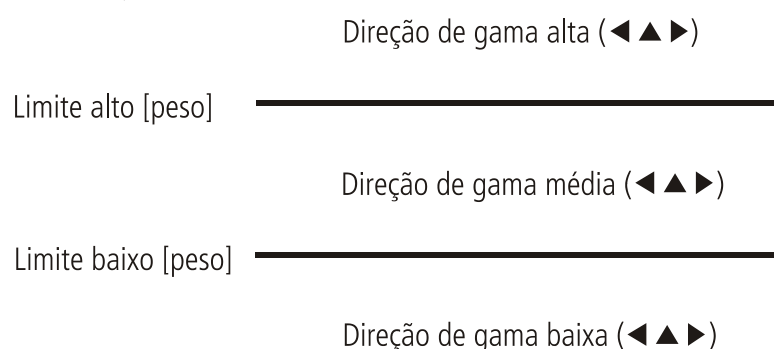 Direção de gama alta (◀ ▲ ▶)
Limite alto [peso]
Direção de gama média (◀ ▲ ▶)
Limite baixo [peso]
Direção de gama baixa (◀ ▲ ▶)